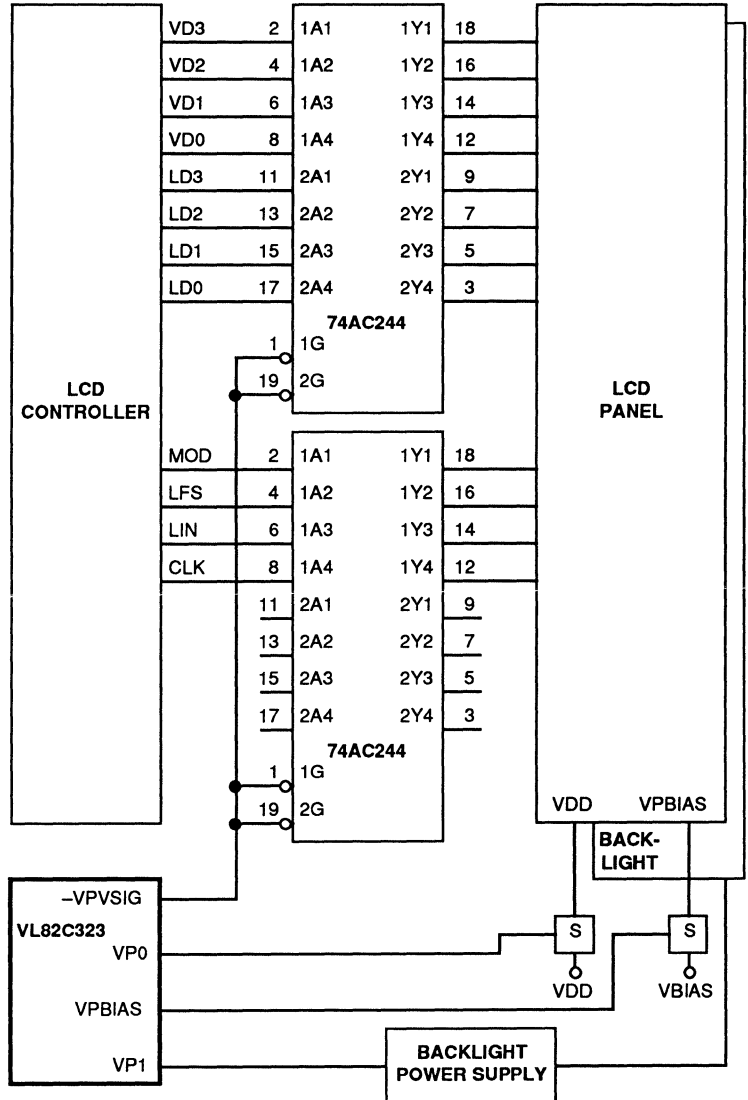 VD3 2 1A1 1Y1 18
VD2 4 1A2 1Y2 16
VD1 6 1A3 1Y3 14
VD0 8 1A4 1Y4 12
LD3 11 2A1 2Y1 9
LD2 13 2A2 2Y2 7
LD1 15 2A3 2Y3 5
LD0 17 2A4 2Y4 3
74AC244
1 1G
19 2G
LCD
CONTROLLER
LCD
PANEL
MOD 2 1A1 1Y1 18
LFS 4 1A2 1Y2 16
LIN 6 1A3 1Y3 14
CLK 8 1A4 1Y4 12
11 2A1 2Y1 9
13 2A2 2Y2 7
15 2A3 2Y3 5
17 2A4 2Y4 3
74AC244
1 1G
19 2G
VDD VPBIAS
BACK-
LIGHT
–VPVSIG
VL82C323
VP0
VPBIAS
VP1
S S
VDD VBIAS
BACKLIGHT
POWER SUPPLY